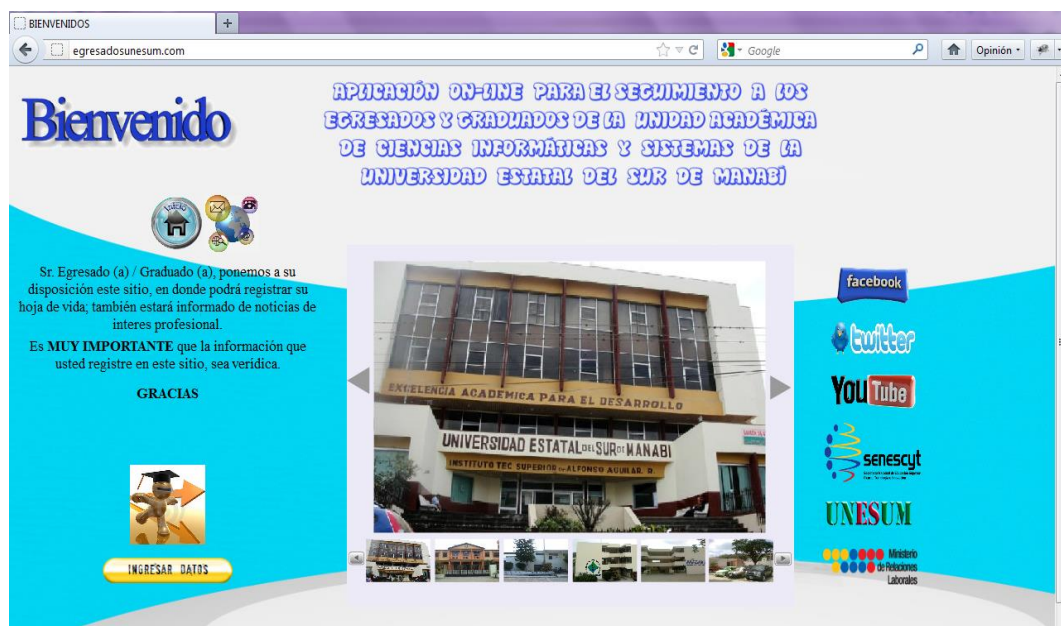 BIENVENIDOS
egresadosunesum.com
Google
Opinión
Bienvenido
APLICACIÓN ON-LINE PARA EL SEGUIMIENTO A LOS
EGRESADOS Y GRADUADOS DE LA UNIDAD ACADÉMICA
DE CIENCIAS INFORMÁTICAS Y SISTEMAS DE LA
UNIVERSIDAD ESTATAL DEL SUR DE MANABÍ
Sr. Egresado (a) / Graduado (a), ponemos a su
disposición este sitio, en donde podrá registrar su
hoja de vida; también estará informado de noticias de
interes profesional.
Es MUY IMPORTANTE que la información que
usted registre en este sitio, sea verídica.
GRACIAS
INGRESAR DATOS
EXCELENCIA ACADEMICA PARA EL DESARROLLO
UNIVERSIDAD ESTATAL DEL SUR DE MANABI
INSTITUTO TEC. SUPERIOR DR. ALFONSO AGUILAR. R.
facebook
twitter
You Tube
senescyt
UNESUM
Ministerio
de Relaciones
Laborales